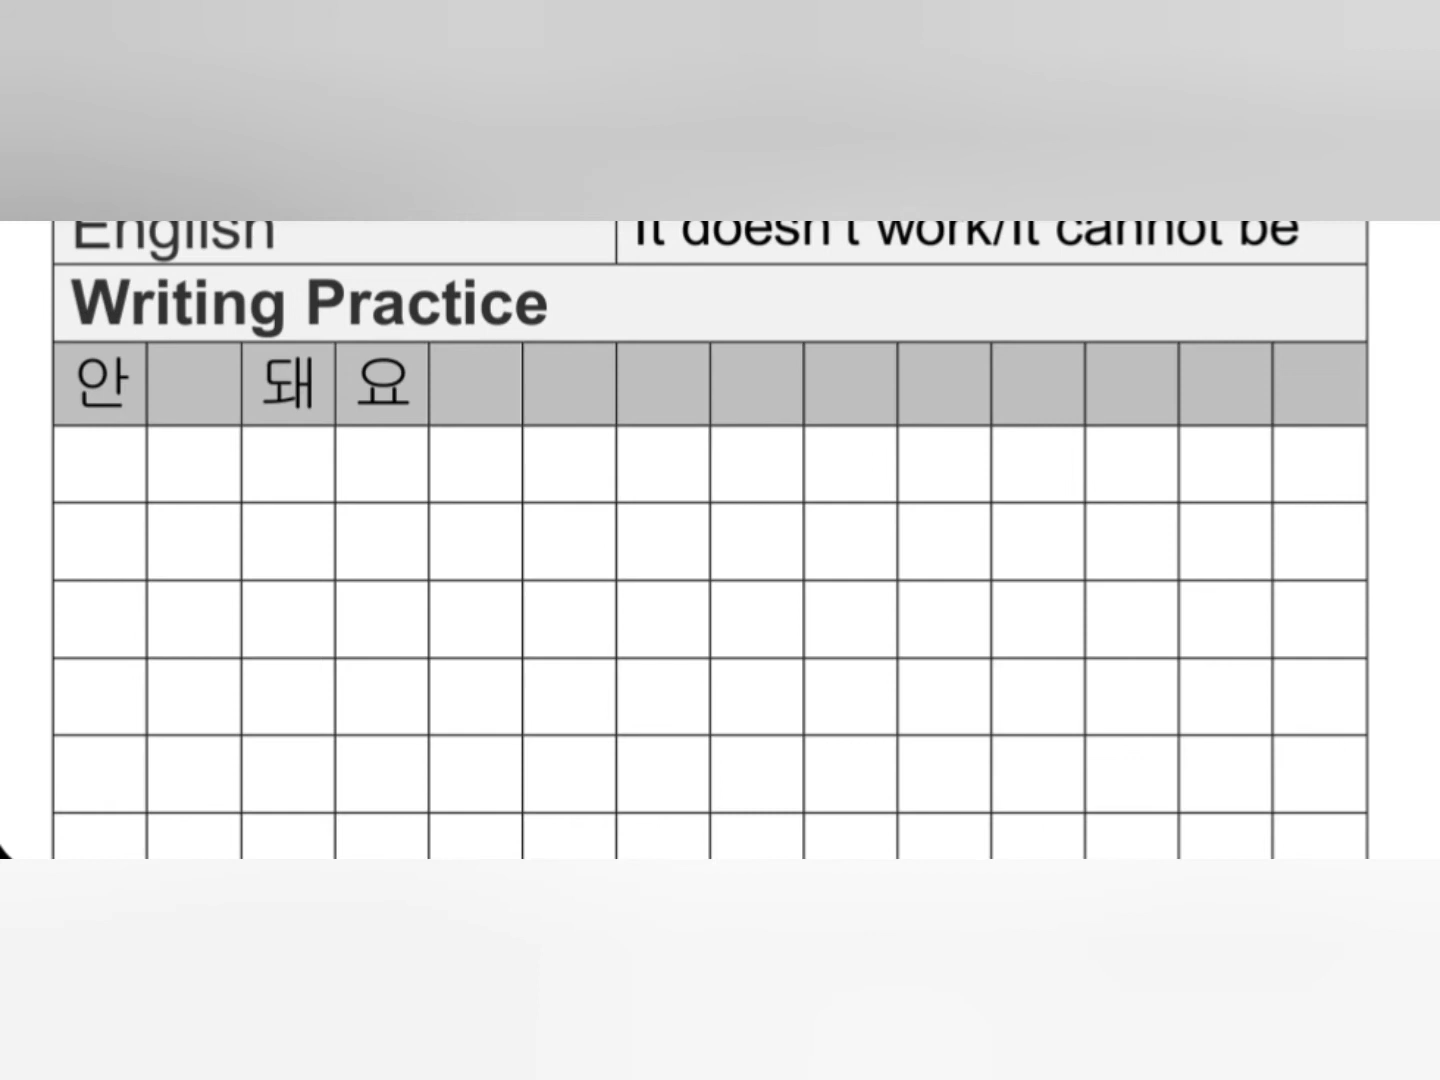 English It doesn't work/It cannot be
Writing Practice
안 돼 요